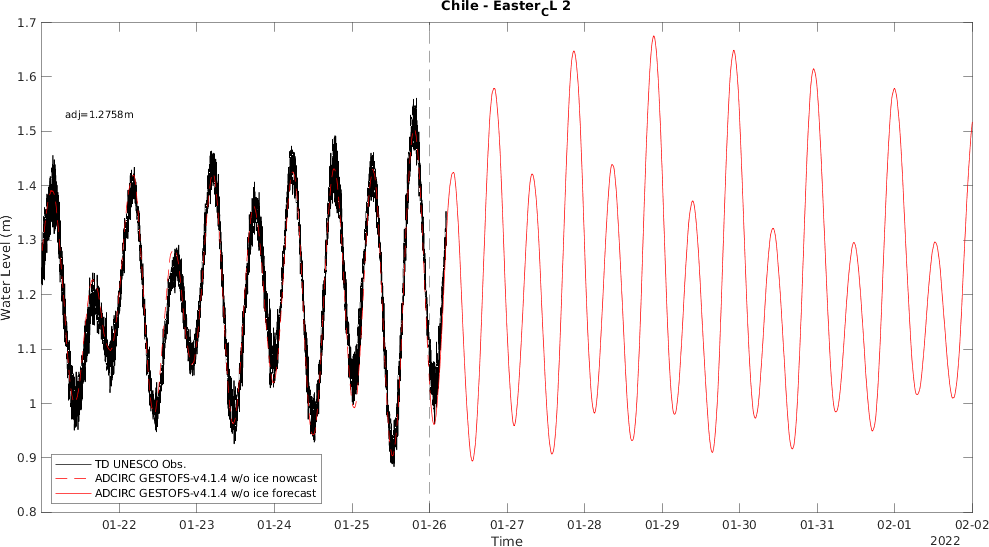 Chile - EasterCL 2
1.7
1.6
1.5
1.4
1.3
1.2
1.1
1
0.9
0.8
Water Level (m)
adj=1.2758m
TD UNESCO Obs.
ADCIRC GESTOFS-v4.1.4 w/o ice nowcast
ADCIRC GESTOFS-v4.1.4 w/o ice forecast
01-22 01-23 01-24 01-25 01-26 01-27 01-28 01-29 01-30 01-31 02-01 02-02
Time
2022